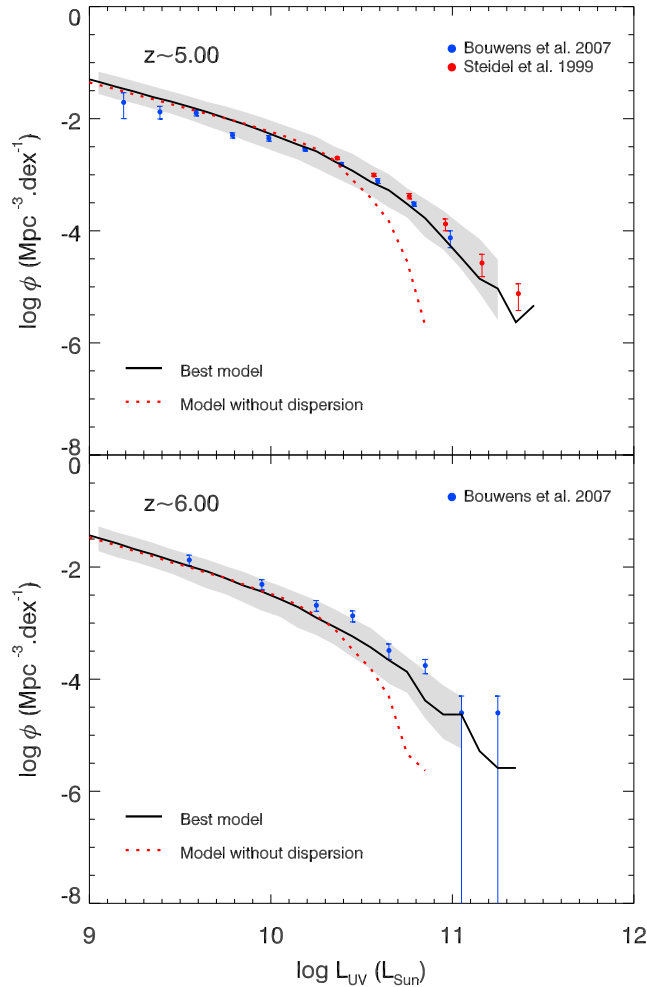 0
z~5.00
Bouwens et al. 2007
Steidel et al. 1999
-2
-4
-6
-8
log ϕ (Mpc⁻³.dex⁻¹)
Best model
Model without dispersion
0
z~6.00
Bouwens et al. 2007
-2
-4
-6
-8
log ϕ (Mpc⁻³.dex⁻¹)
Best model
Model without dispersion
9 10 11 12
log L_UV (L_Sun)